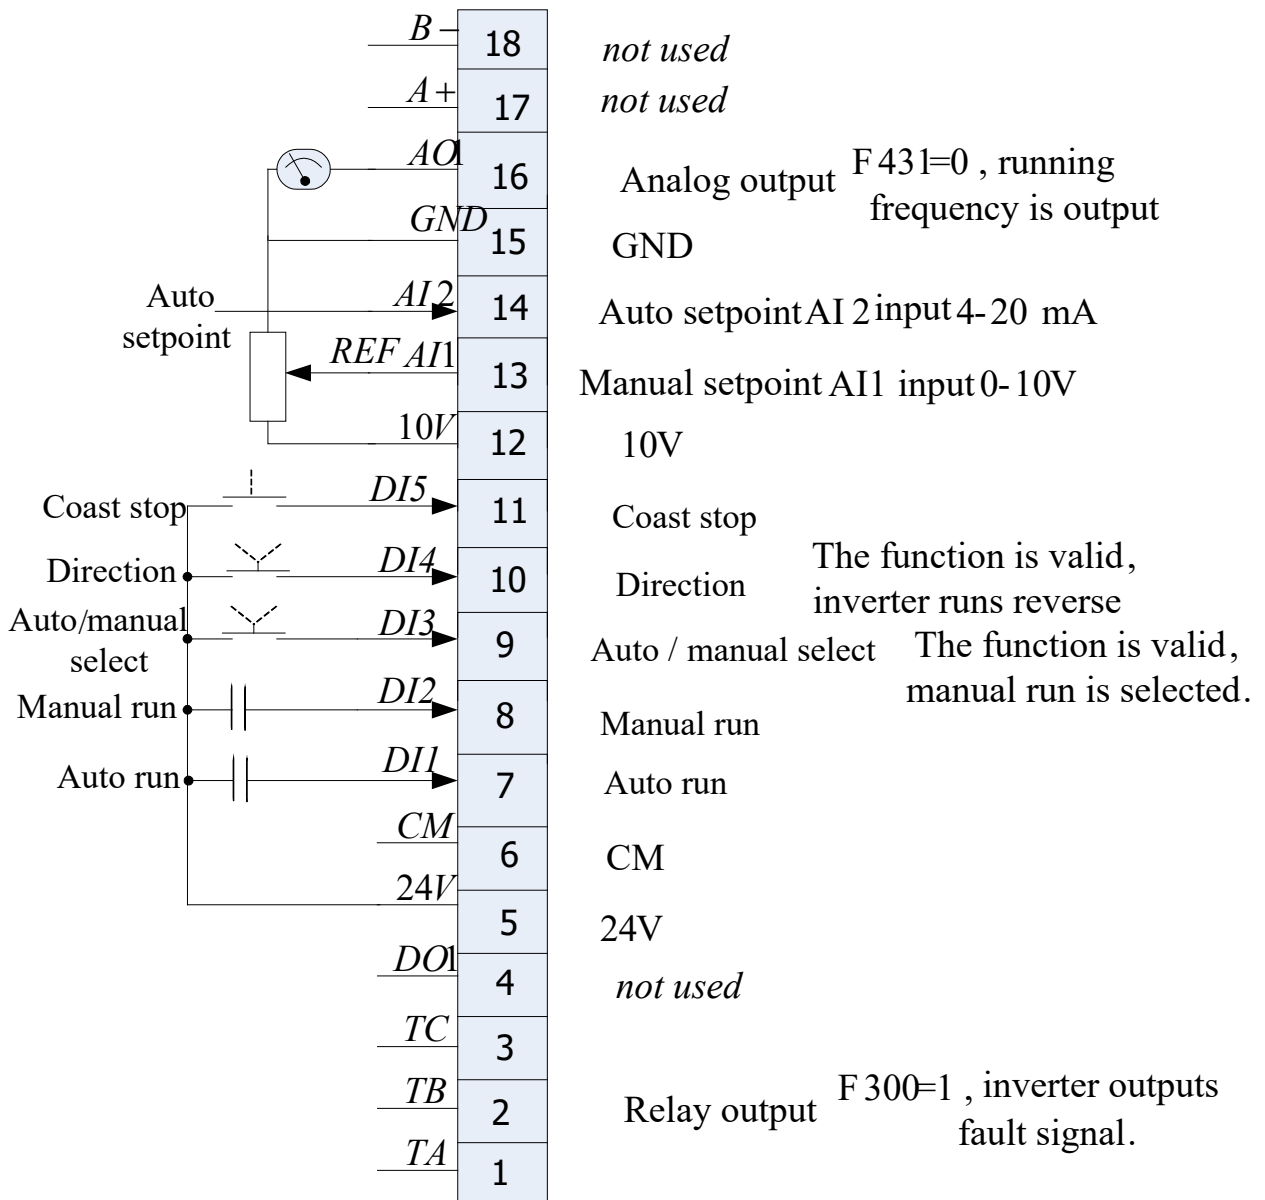 B - 18 not used
A+ 17 not used
AO1 16 Analog output F431=0 , running
frequency is output
GND 15 GND
Auto AI2 14 Auto setpoint AI 2 input 4-20 mA
setpoint
REF AI1 13 Manual setpoint AI1 input 0-10V
10V 12 10V
Coast stop DI5 11 Coast stop
Direction DI4 10 Direction The function is valid,
inverter runs reverse
Auto/manual DI3 9 Auto / manual select The function is valid,
select manual run is selected.
Manual run DI2 8 Manual run
Auto run DI1 7 Auto run
CM 6 CM
24V 5 24V
DO1 4 not used
TC 3
TB 2 Relay output F300=1 , inverter outputs
fault signal.
TA 1